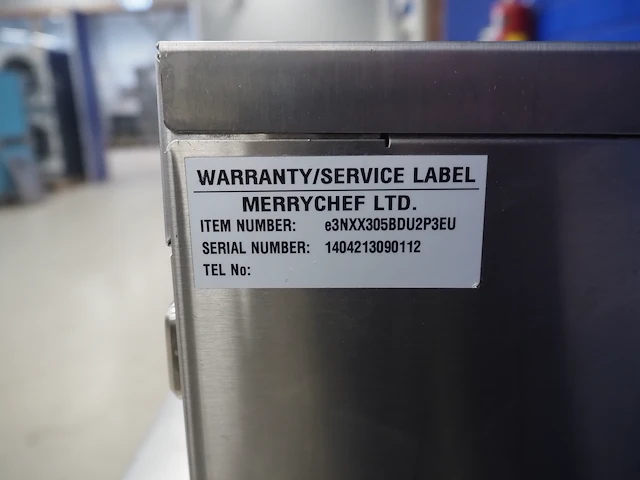 WARRANTY/SERVICE LABEL
MERRYCHEF LTD.
ITEM NUMBER: e3NXX305BDU2P3EU
SERIAL NUMBER: 1404213090112
TEL No: